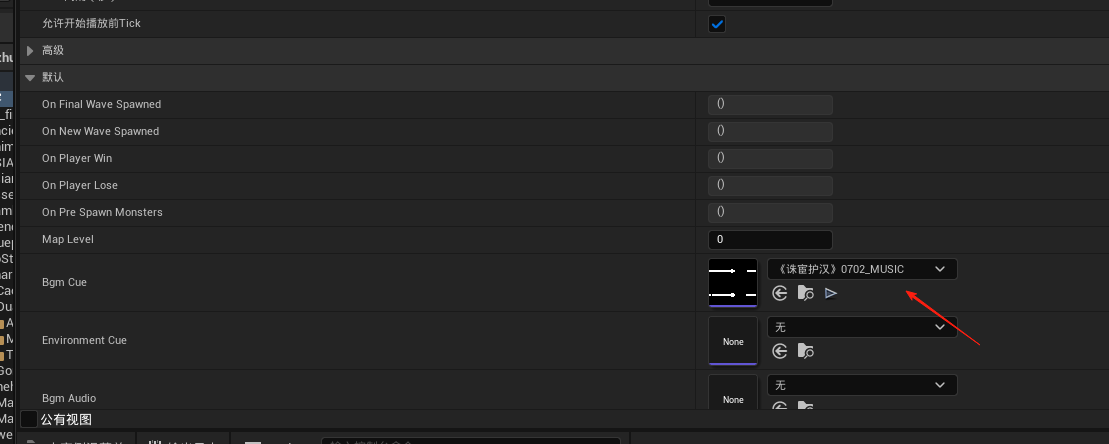 允许开始播放前Tick
高级
默认
On Final Wave Spawned ()
On New Wave Spawned ()
On Player Win ()
On Player Lose ()
On Pre Spawn Monsters ()
Map Level 0
Bgm Cue 《诛宦护汉》0702_MUSIC
Environment Cue None 无
Bgm Audio None 无
公有视图